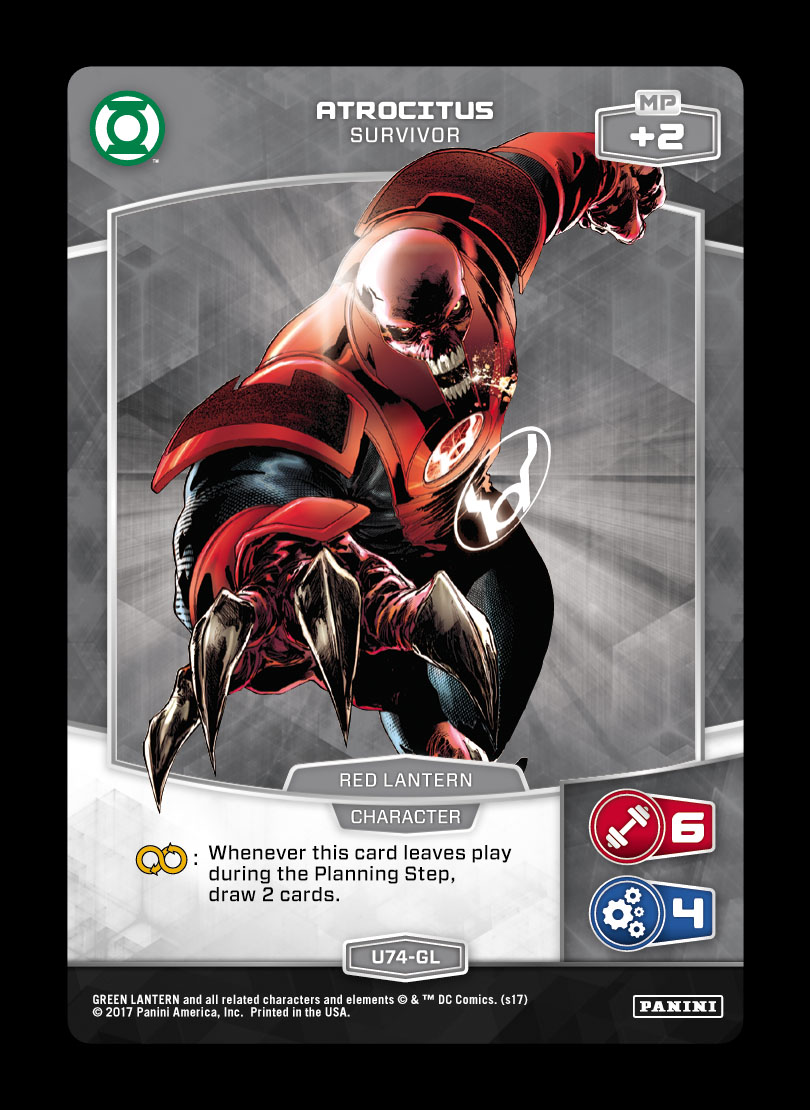 ATROCITUS
SURVIVOR
MP
+2
™
RED LANTERN
CHARACTER
: Whenever this card leaves play
during the Planning Step,
draw 2 cards.
6
4
U74-GL
GREEN LANTERN and all related characters and elements © & ™ DC Comics. (s17)
© 2017 Panini America, Inc. Printed in the USA.
PANINI